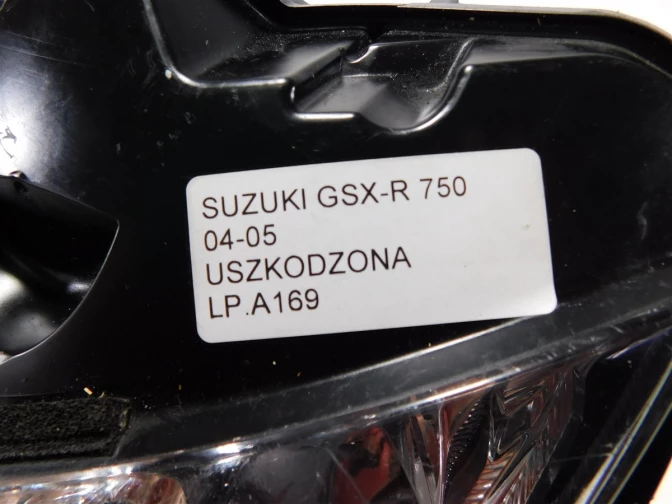 SUZUKI GSX-R 750
04-05
USZKODZONA
LP.A169